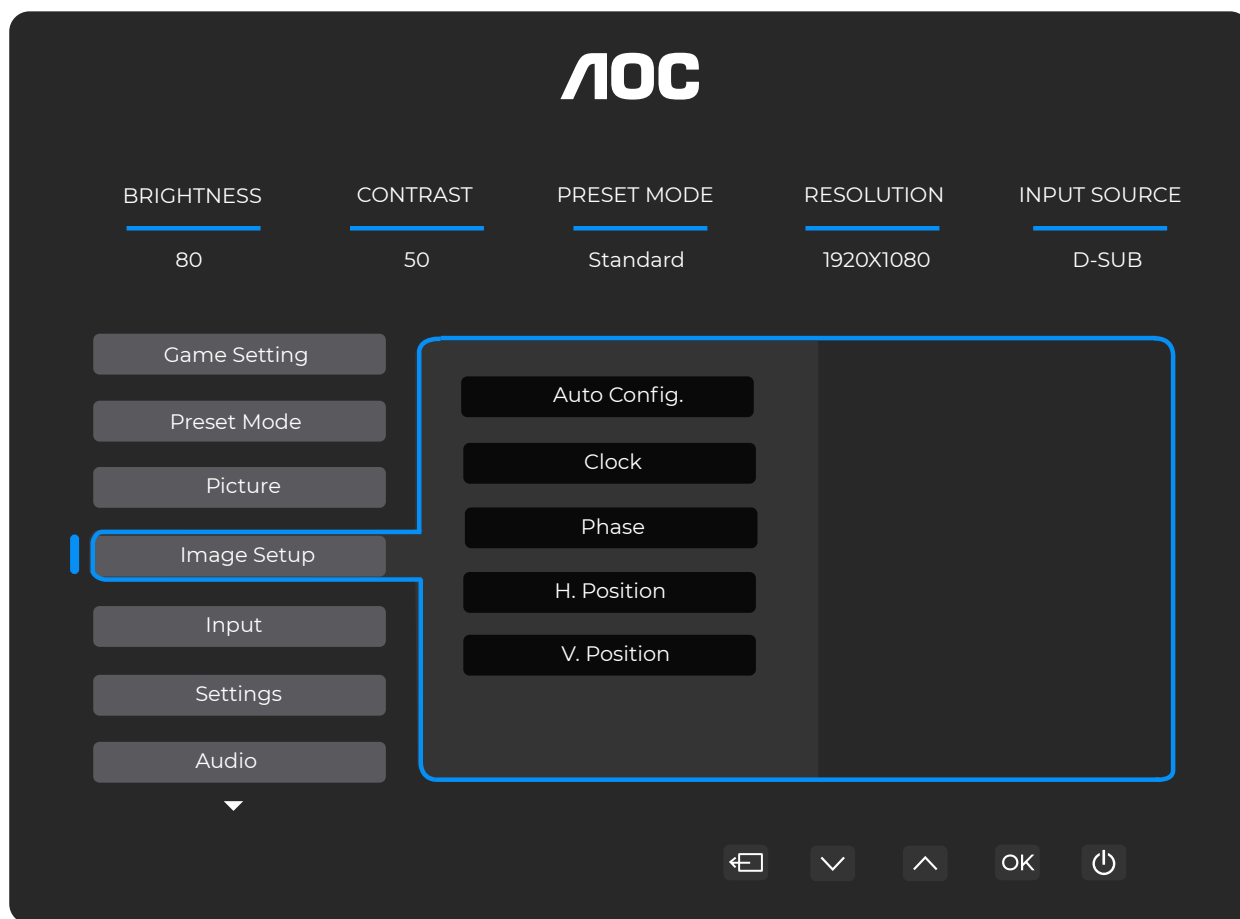 AOC
BRIGHTNESS CONTRAST PRESET MODE RESOLUTION INPUT SOURCE
80 50 Standard 1920X1080 D-SUB
Game Setting
Preset Mode
Picture
Image Setup
Input
Settings
Audio
Auto Config.
Clock
Phase
H. Position
V. Position
OK